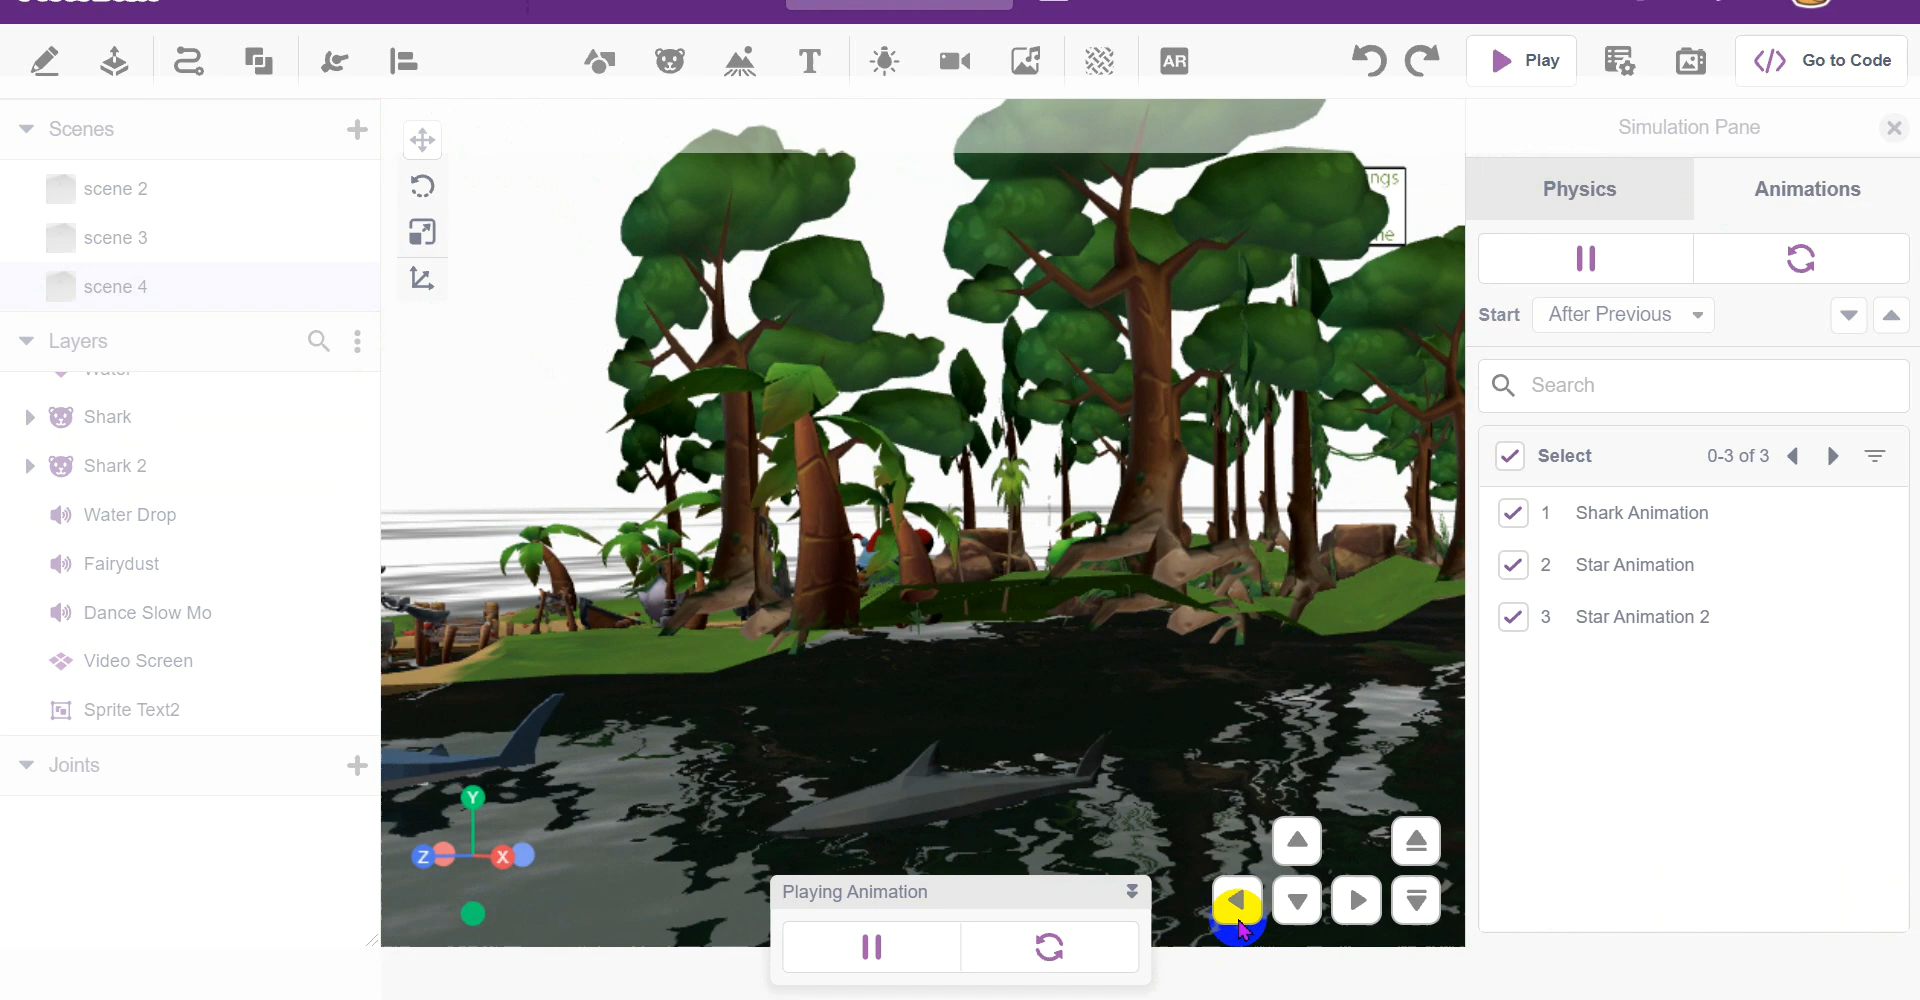 Play
Go to Code
AR
Scenes
scene 2
scene 3
scene 4
Layers
Water
Shark
Shark 2
Water Drop
Fairydust
Dance Slow Mo
Video Screen
Sprite Text2
Joints
Y
Z
X
Playing Animation
Simulation Pane
Physics
Animations
Start
After Previous
Search
Select
0-3 of 3
1 Shark Animation
2 Star Animation
3 Star Animation 2